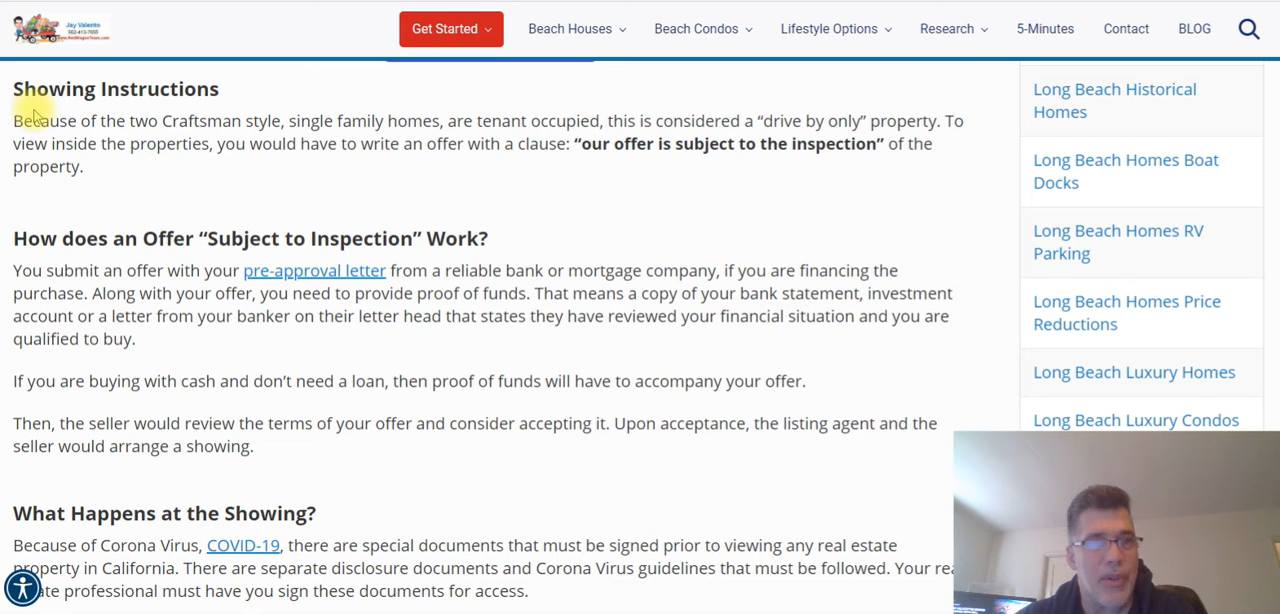 Jay Valento
562-413-7655
www.RedWagonTeam.com
Get Started
Beach Houses
Beach Condos
Lifestyle Options
Research
5-Minutes
Contact
BLOG
Showing Instructions
Because of the two Craftsman style, single family homes, are tenant occupied, this is considered a “drive by only” property. To
view inside the properties, you would have to write an offer with a clause: “our offer is subject to the inspection” of the
property.
How does an Offer “Subject to Inspection” Work?
You submit an offer with your pre-approval letter from a reliable bank or mortgage company, if you are financing the
purchase. Along with your offer, you need to provide proof of funds. That means a copy of your bank statement, investment
account or a letter from your banker on their letter head that states they have reviewed your financial situation and you are
qualified to buy.
If you are buying with cash and don’t need a loan, then proof of funds will have to accompany your offer.
Then, the seller would review the terms of your offer and consider accepting it. Upon acceptance, the listing agent and the
seller would arrange a showing.
What Happens at the Showing?
Because of Corona Virus, COVID-19, there are special documents that must be signed prior to viewing any real estate
property in California. There are separate disclosure documents and Corona Virus guidelines that must be followed. Your rea
ate professional must have you sign these documents for access.
Long Beach Historical
Homes
Long Beach Homes Boat
Docks
Long Beach Homes RV
Parking
Long Beach Homes Price
Reductions
Long Beach Luxury Homes
Long Beach Luxury Condos